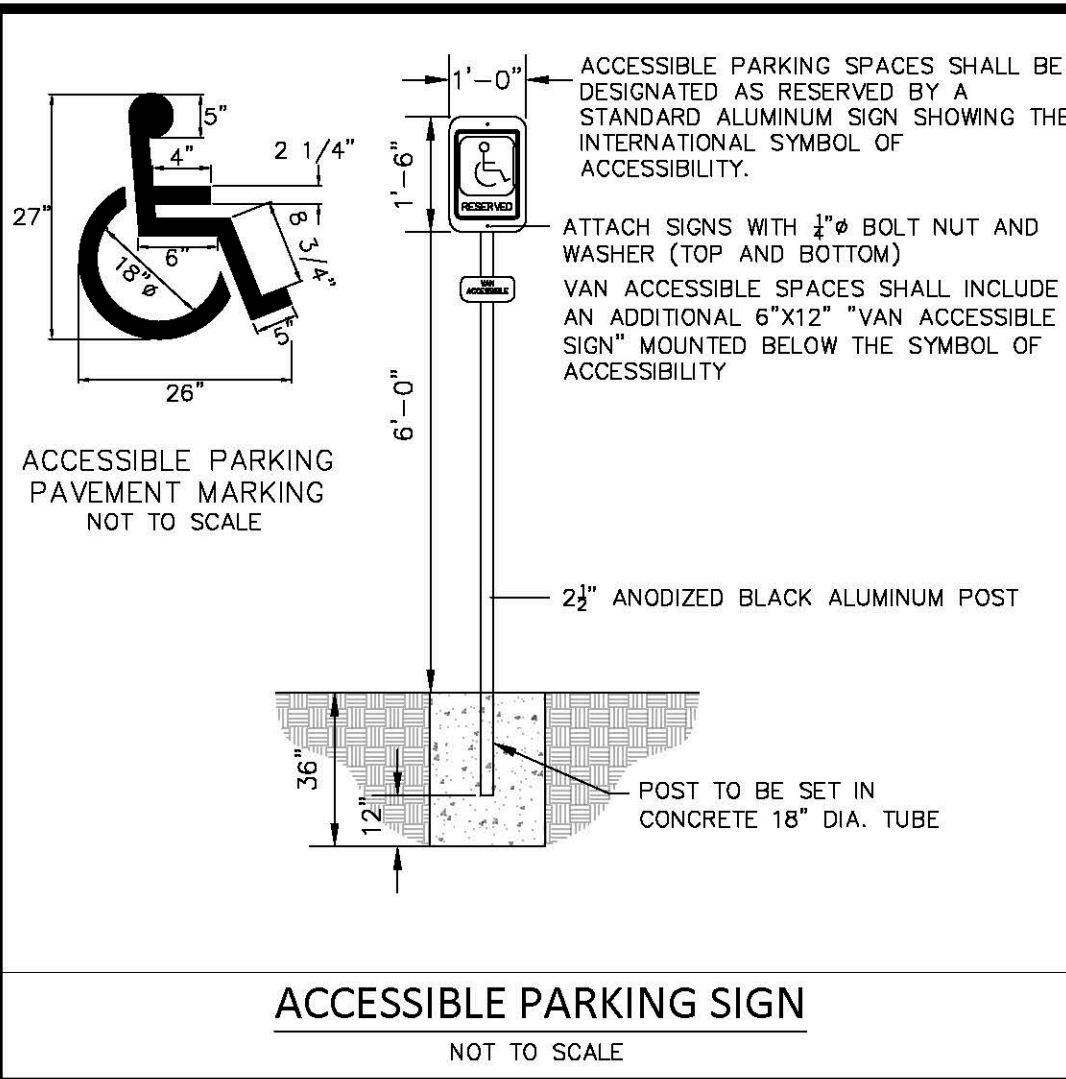 5"
4"
2 1/4"
27"
8 3/4"
6"
18"ø
5"
26"
ACCESSIBLE PARKING
PAVEMENT MARKING
NOT TO SCALE
1'-0"
1'-6"
RESERVED
VAN
ACCESSIBLE
6'-0"
36"
12"
ACCESSIBLE PARKING SPACES SHALL BE
DESIGNATED AS RESERVED BY A
STANDARD ALUMINUM SIGN SHOWING THE
INTERNATIONAL SYMBOL OF
ACCESSIBILITY.
ATTACH SIGNS WITH 1/4"ø BOLT NUT AND
WASHER (TOP AND BOTTOM)
VAN ACCESSIBLE SPACES SHALL INCLUDE
AN ADDITIONAL 6"X12" "VAN ACCESSIBLE
SIGN" MOUNTED BELOW THE SYMBOL OF
ACCESSIBILITY
2 1/2" ANODIZED BLACK ALUMINUM POST
POST TO BE SET IN
CONCRETE 18" DIA. TUBE
ACCESSIBLE PARKING SIGN
NOT TO SCALE